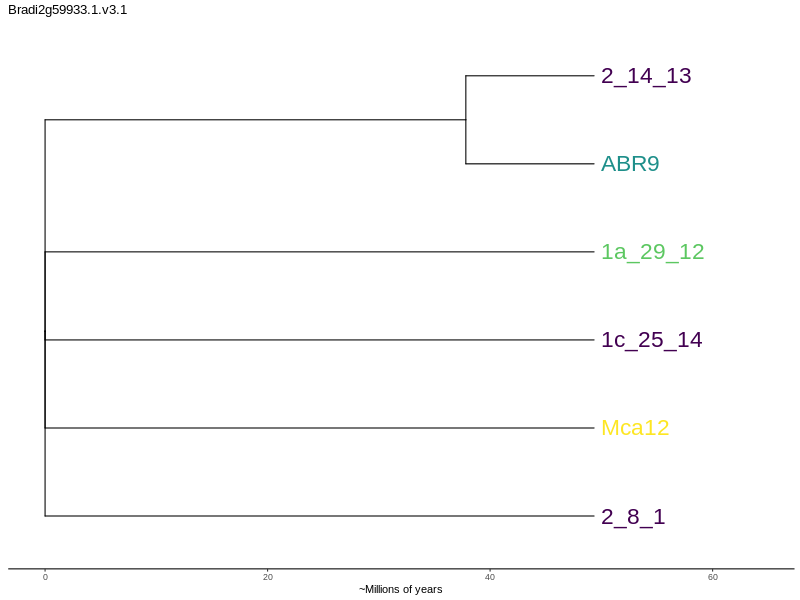 Bradi2g59933.1.v3.1
2_14_13
ABR9
1a_29_12
1c_25_14
Mca12
2_8_1
0 20 40 60
~Millions of years